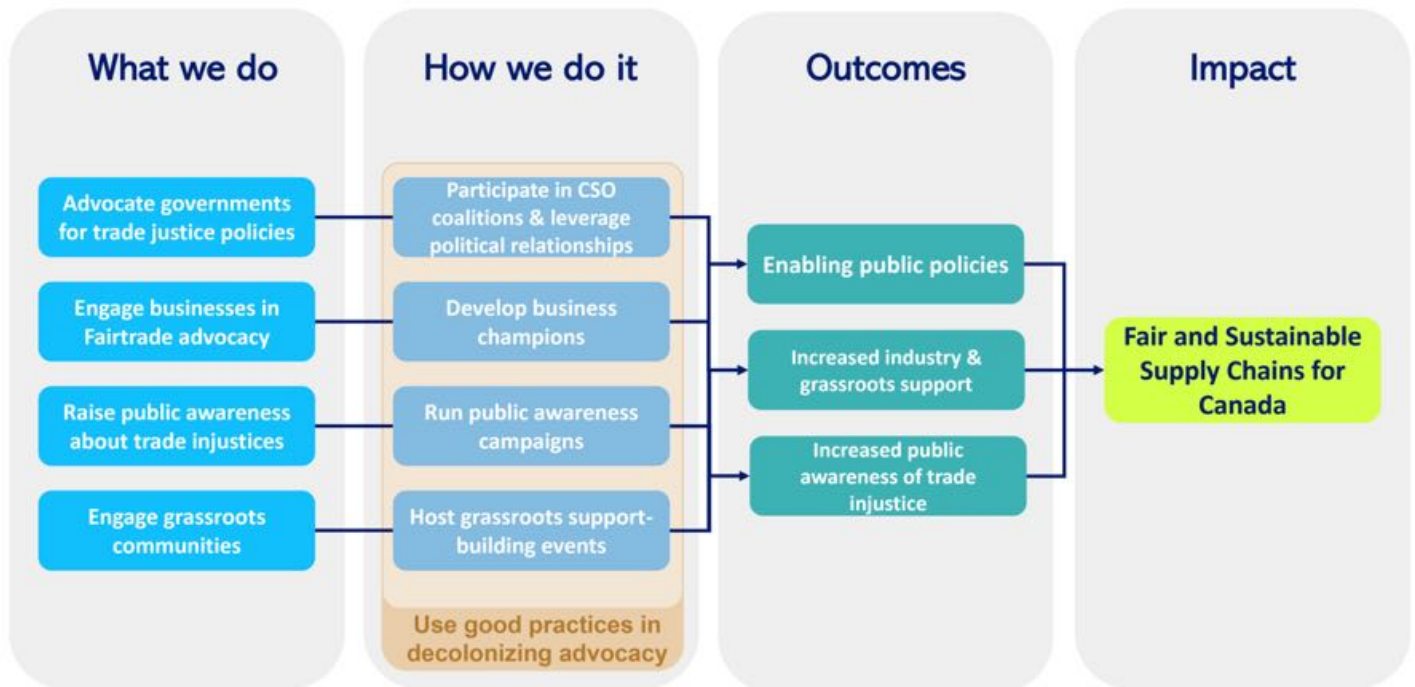 What we do
How we do it
Outcomes
Impact
Advocate governments
for trade justice policies
Engage businesses in
Fairtrade advocacy
Raise public awareness
about trade injustices
Engage grassroots
communities
Participate in CSO
coalitions & leverage
political relationships
Develop business
champions
Run public awareness
campaigns
Host grassroots support-
building events
Use good practices in
decolonizing advocacy
Enabling public policies
Increased industry &
grassroots support
Increased public
awareness of trade
injustice
Fair and Sustainable
Supply Chains for
Canada